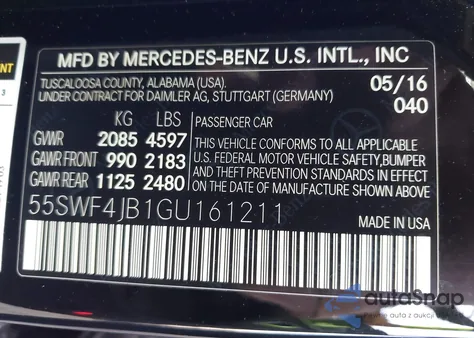 MFD BY MERCEDES-BENZ U.S. INTL., INC
TUSCALOOSA COUNTY, ALABAMA (USA). 05/16
UNDER CONTRACT FOR DAIMLER AG, STUTTGART (GERMANY) 040
KG LBS PASSENGER CAR
GVWR 2085 4597
GAWR FRONT 990 2183
GAWR REAR 1125 2480
THIS VEHICLE CONFORMS TO ALL APPLICABLE
U.S. FEDERAL MOTOR VEHICLE SAFETY,BUMPER
AND THEFT PREVENTION STANDARDS IN EFFECT
ON THE DATE OF MANUFACTURE SHOWN ABOVE.
55SWF4JB1GU161211
MADE IN USA
autoSnap